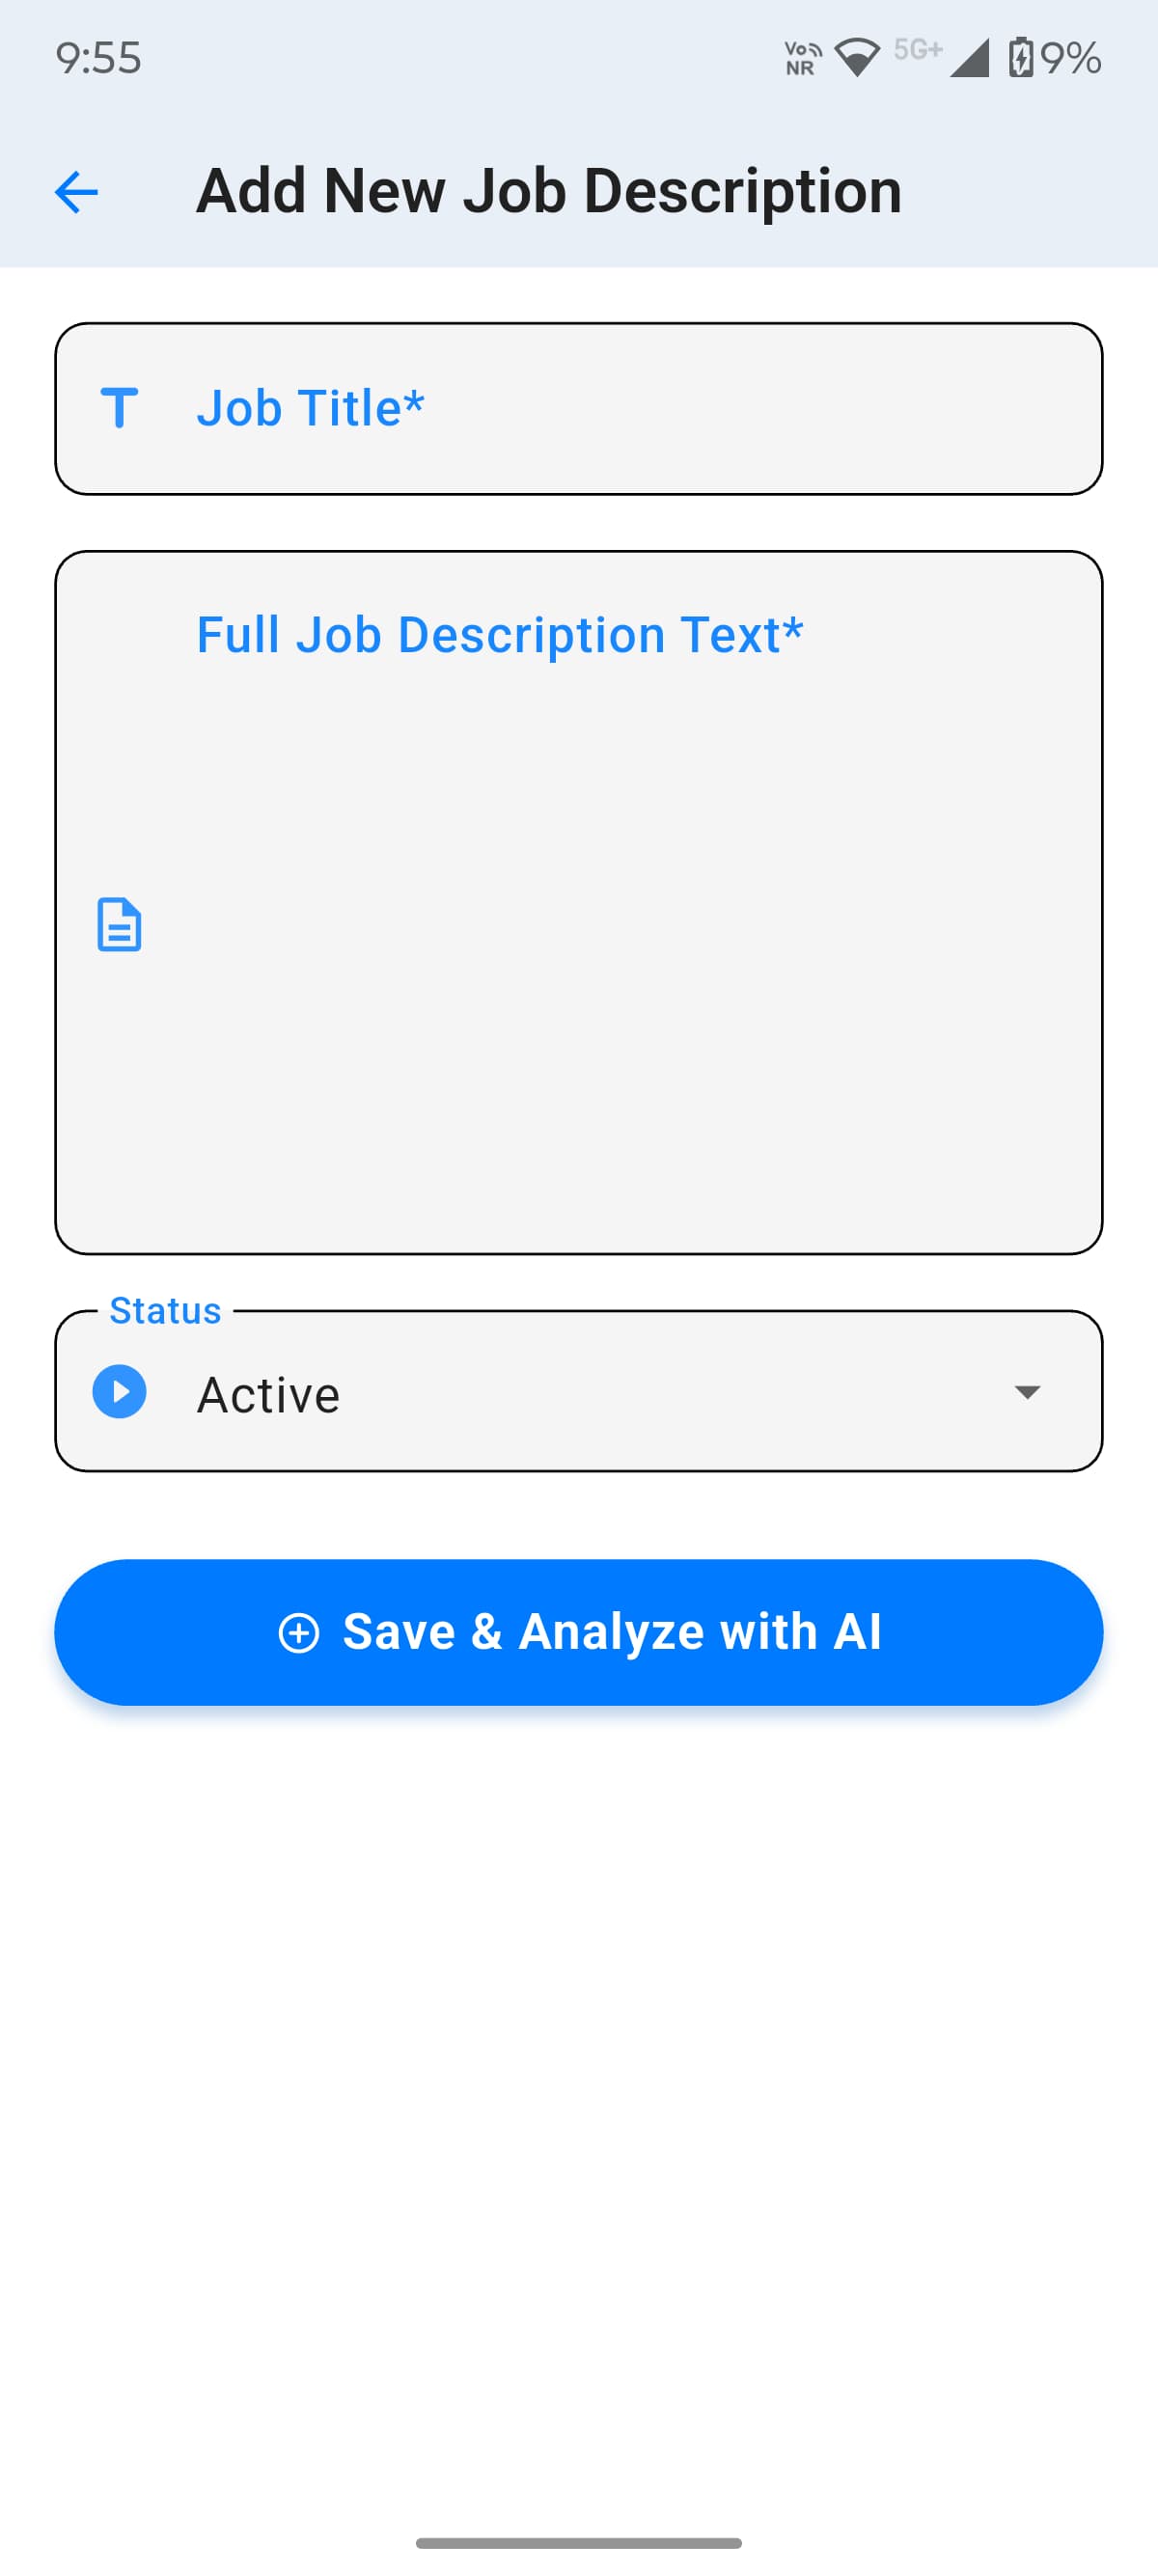 9:55
Vo NR 5G+ 9%
Add New Job Description
Job Title*
Full Job Description Text*
Status
Active
Save & Analyze with AI